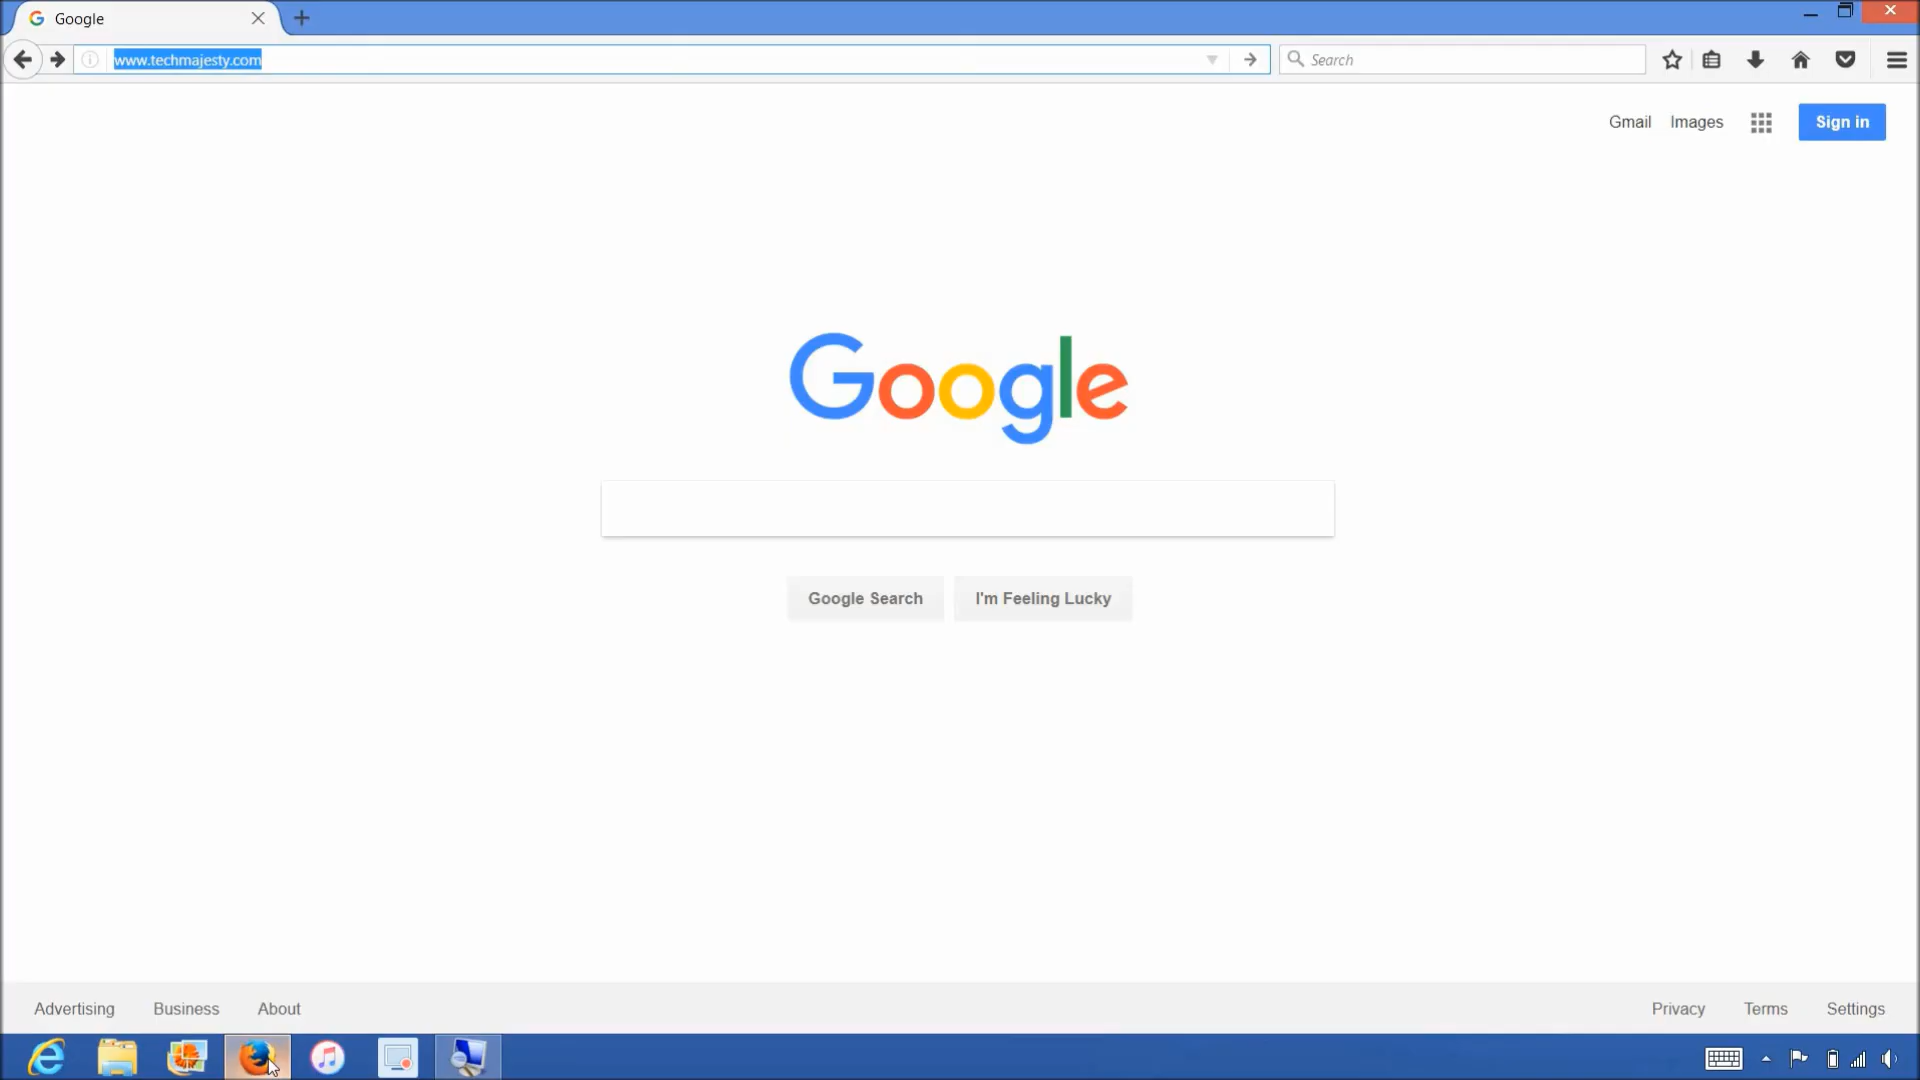 Google
www.techmajesty.com
Search
Gmail Images Sign in
Google
Google Search I'm Feeling Lucky
Advertising Business About Privacy Terms Settings